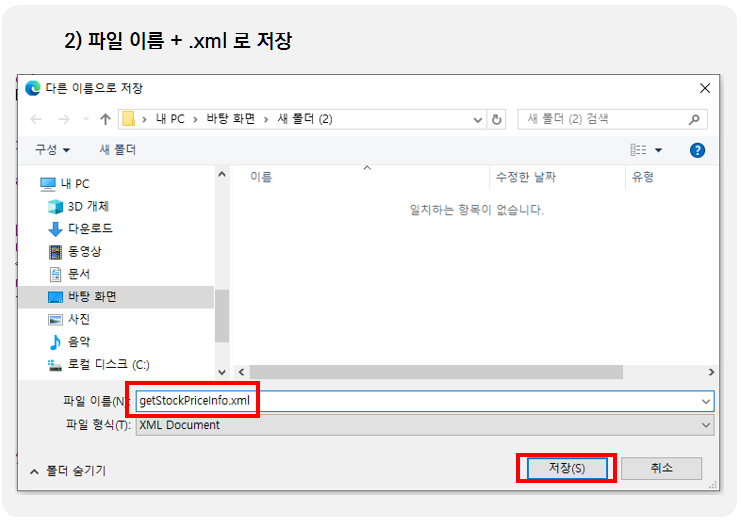 2) 파일 이름 + .xml 로 저장
다른 이름으로 저장
내 PC > 바탕 화면 > 새 폴더 (2)
새 폴더 (2) 검색
구성
새 폴더
내 PC
3D 개체
다운로드
동영상
문서
바탕 화면
사진
음악
로컬 디스크 (C:)
이름
수정한 날짜
유형
일치하는 항목이 없습니다.
파일 이름(N):
getStockPriceInfo.xml
파일 형식(T):
XML Document
폴더 숨기기
저장(S)
취소